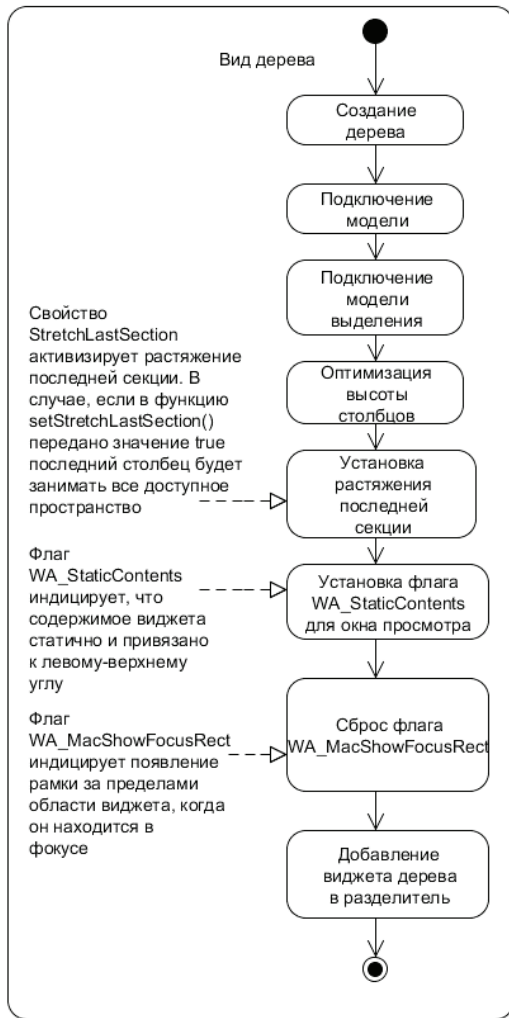 Вид дерева
Создание
дерева
Подключение
модели
Подключение
модели
выделения
Оптимизация
высоты
столбцов
Свойство
StretchLastSection
активизирует растяжение
последней секции. В
случае, если в функцию
setStretchLastSection()
передано значение true
последний столбец будет
занимать все доступное
пространство
Установка
растяжения
последней
секции
Флаг
WA_StaticContents
индицирует, что
содержимое виджета
статично и привязано
к левому-верхнему
углу
Установка флага
WA_StaticContents
для окна просмотра
Флаг
WA_MacShowFocusRect
индицирует появление
рамки за пределами
области виджета, когда
он находится в
фокусе
Сброс флага
WA_MacShowFocusRect
Добавление
виджета дерева
в разделитель